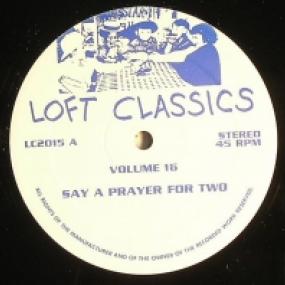 LOFT CLASSICS
LC2015 A
STEREO
45 RPM
VOLUME 16
SAY A PRAYER FOR TWO
ALL RIGHTS OF THE MANUFACTURER AND OF THE OWNER OF THE RECORDED WORK RESERVED